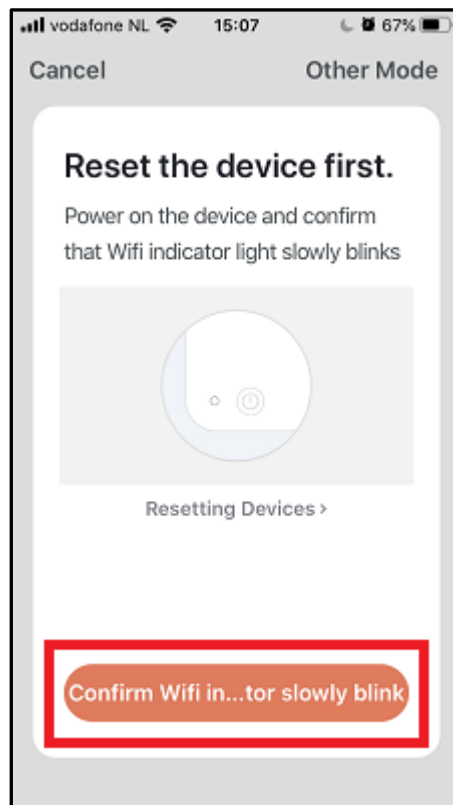 vodafone NL 15:07 67%
Cancel Other Mode
Reset the device first.
Power on the device and confirm
that Wifi indicator light slowly blinks
Resetting Devices >
Confirm Wifi in...tor slowly blink